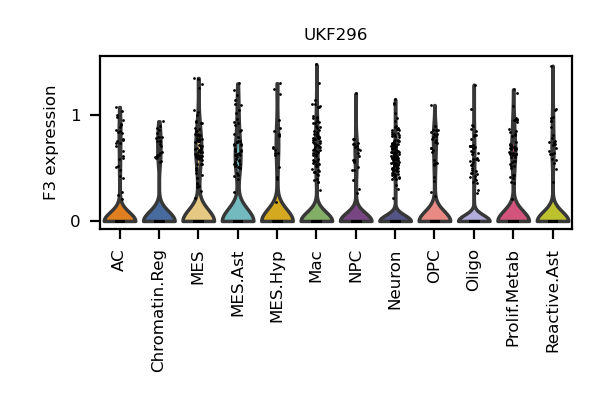 UKF296
F3 expression
1
0
AC
Chromatin.Reg
MES
MES.Ast
MES.Hyp
Mac
NPC
Neuron
OPC
Oligo
Prolif.Metab
Reactive.Ast